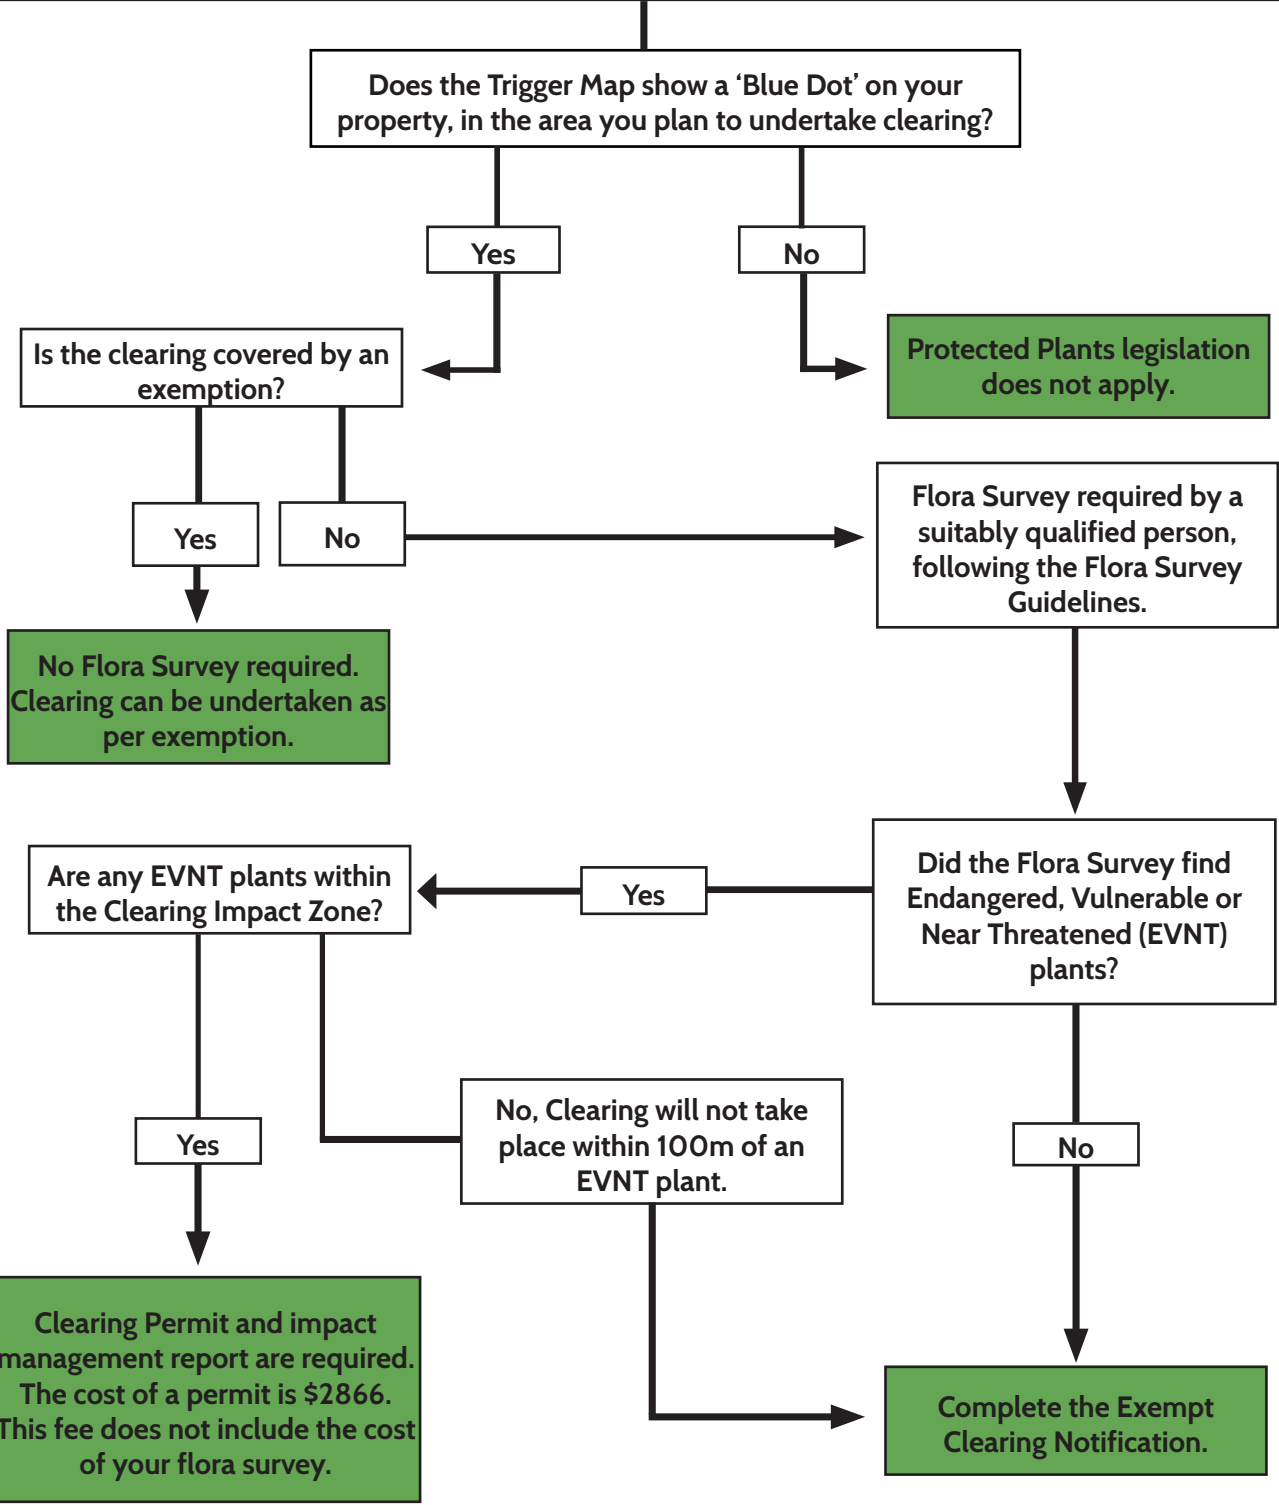 Does the Trigger Map show a ‘Blue Dot’ on your
property, in the area you plan to undertake clearing?
Yes
No
Is the clearing covered by an
exemption?
Protected Plants legislation
does not apply.
Yes
No
Flora Survey required by a
suitably qualified person,
following the Flora Survey
Guidelines.
No Flora Survey required.
Clearing can be undertaken as
per exemption.
Are any EVNT plants within
the Clearing Impact Zone?
Yes
Did the Flora Survey find
Endangered, Vulnerable or
Near Threatened (EVNT)
plants?
No, Clearing will not take
place within 100m of an
EVNT plant.
Yes
No
Clearing Permit and impact
management report are required.
The cost of a permit is $2866.
This fee does not include the cost
of your flora survey.
Complete the Exempt
Clearing Notification.